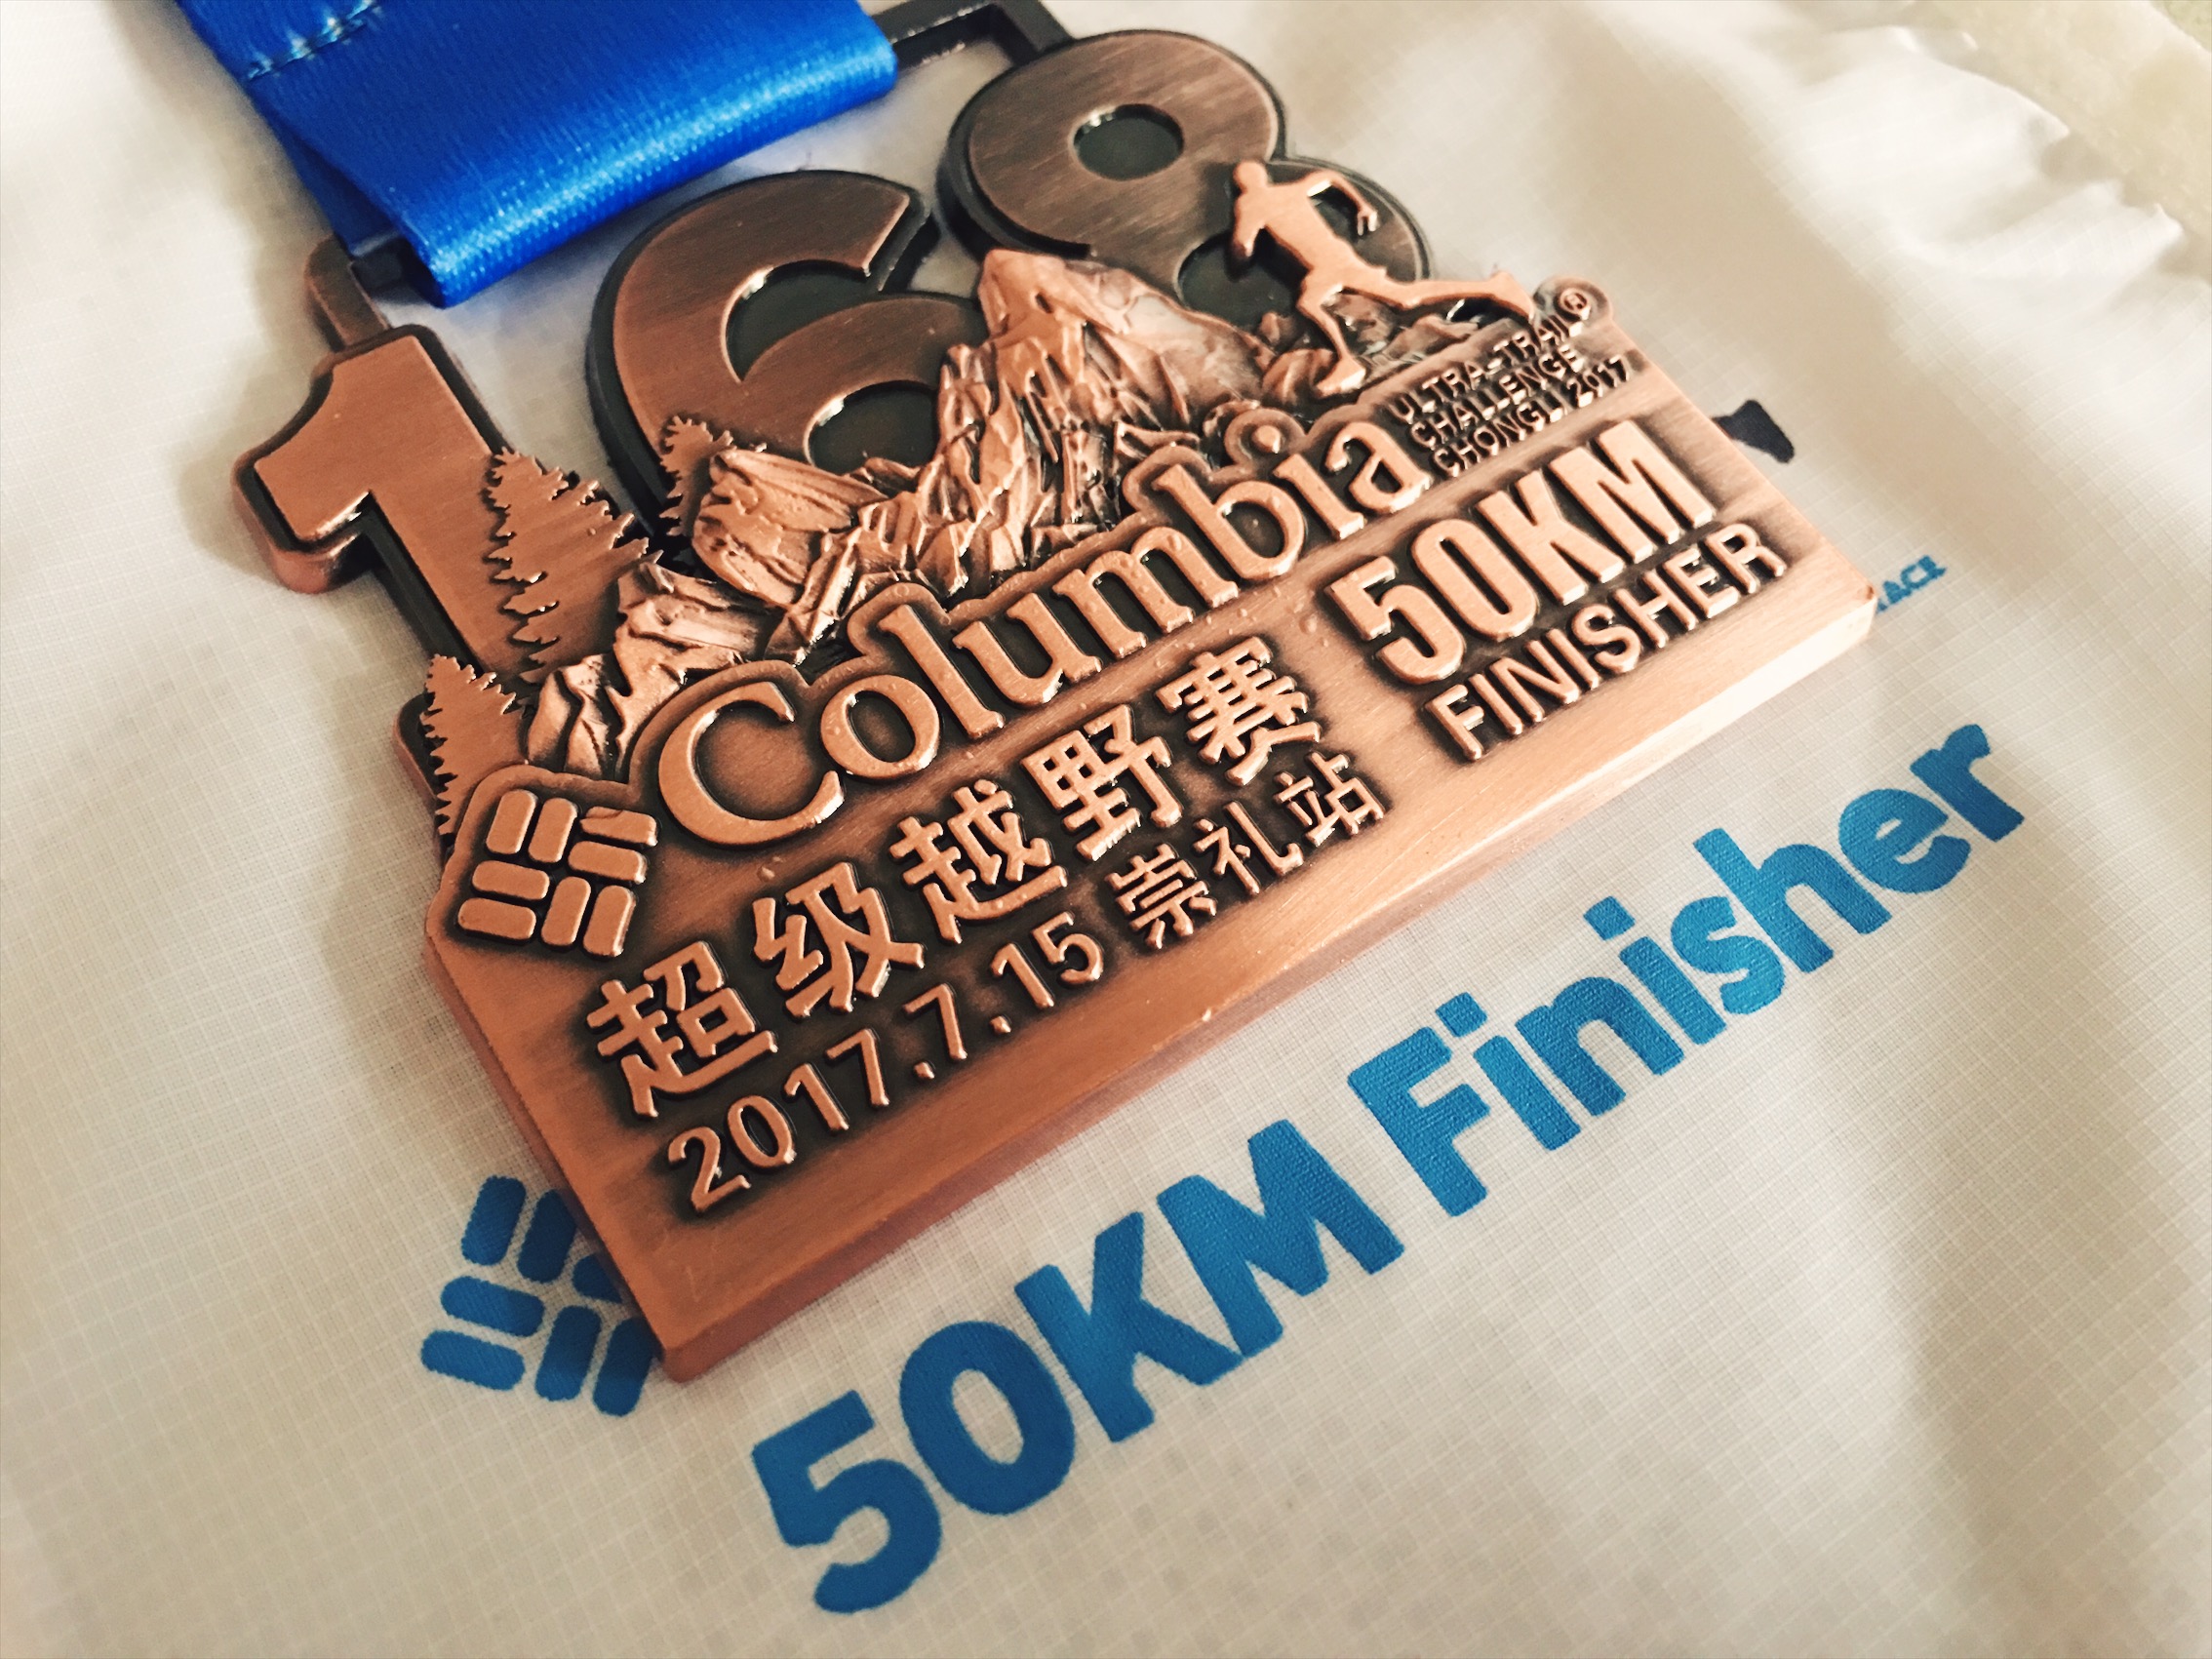 168
ULTRA-TRAIL®
CHALLENGE
CHONGLI 2017
Columbia
50KM
FINISHER
超级越野赛
2017.7.15 崇礼站
50KM Finisher